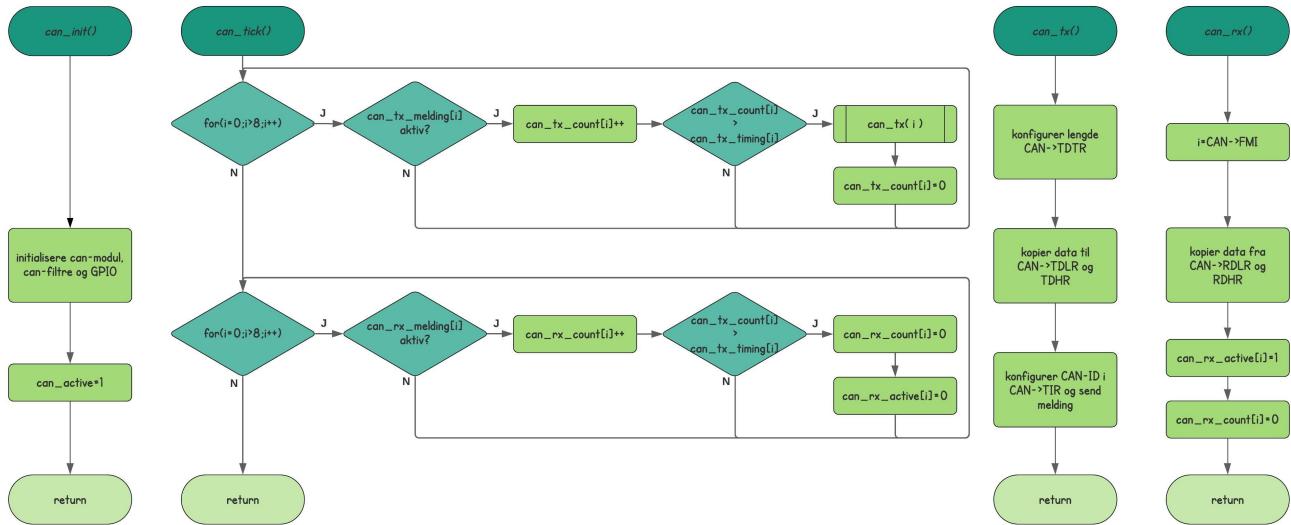 can_init()
initialisere can-modul,
can-filtre og GPIO
can_active=1
return
can_tick()
for(i=0;i>8;i++)
J
N
can_tx_melding[i]
aktiv?
J
N
can_tx_count[i]++
can_tx_count[i]
>
can_tx_timing[i]
J
N
can_tx( i )
can_tx_count[i]=0
for(i=0;i>8;i++)
J
N
can_rx_melding[i]
aktiv?
J
N
can_rx_count[i]++
can_tx_count[i]
>
can_tx_timing[i]
J
N
can_rx_count[i]=0
can_rx_active[i]=0
return
can_tx()
konfigurer lengde
CAN->TDTR
kopier data til
CAN->TDLR og
TDHR
konfigurer CAN-ID i
CAN->TIR og send
melding
return
can_rx()
i=CAN->FMI
kopier data fra
CAN->RDLR og
RDHR
can_rx_active[i]=1
can_rx_count[i]=0
return